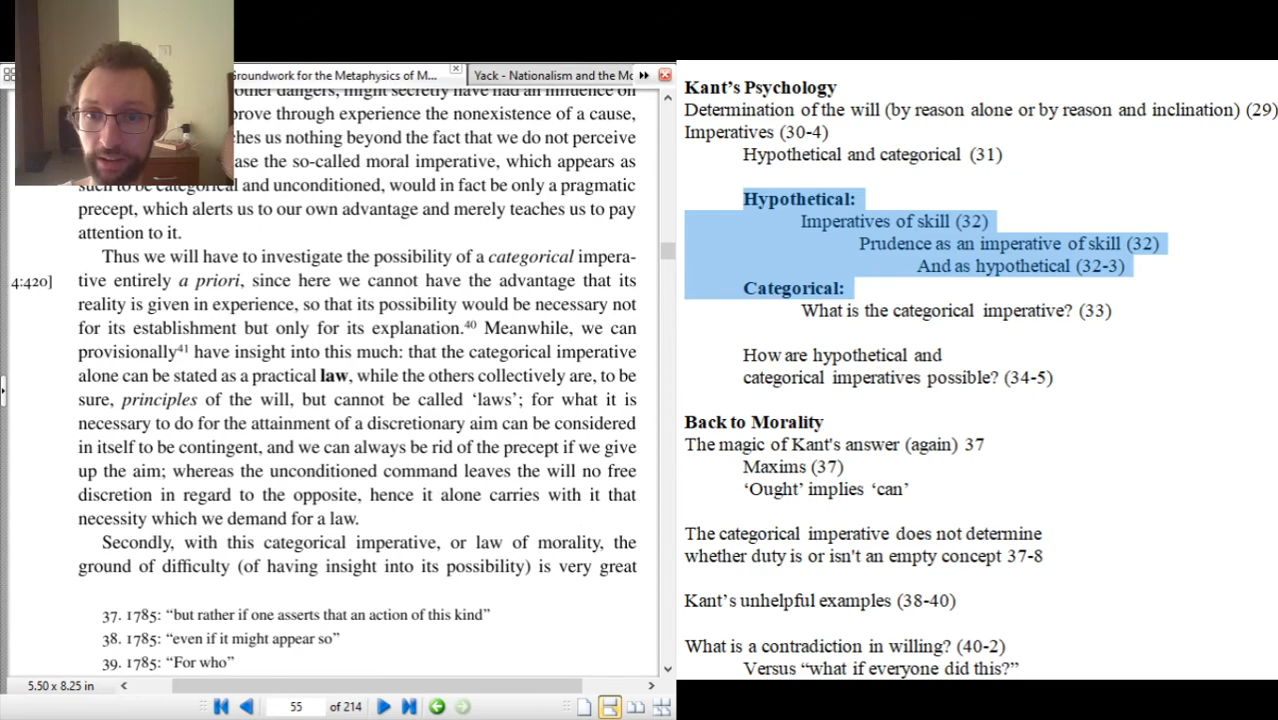 Groundwork for the Metaphysics of M...
Yack - Nationalism and the Mo
other dangers, might secretly have had an influence on
prove through experience the nonexistence of a cause,
ches us nothing beyond the fact that we do not perceive
ase the so-called moral imperative, which appears as
such to be categorical and unconditioned, would in fact be only a pragmatic
precept, which alerts us to our own advantage and merely teaches us to pay
attention to it.
Thus we will have to investigate the possibility of a categorical impera-
4:420] tive entirely a priori, since here we cannot have the advantage that its
reality is given in experience, so that its possibility would be necessary not
for its establishment but only for its explanation.40 Meanwhile, we can
provisionally41 have insight into this much: that the categorical imperative
alone can be stated as a practical law, while the others collectively are, to be
sure, principles of the will, but cannot be called ‘laws’; for what it is
necessary to do for the attainment of a discretionary aim can be considered
in itself to be contingent, and we can always be rid of the precept if we give
up the aim; whereas the unconditioned command leaves the will no free
discretion in regard to the opposite, hence it alone carries with it that
necessity which we demand for a law.
Secondly, with this categorical imperative, or law of morality, the
ground of difficulty (of having insight into its possibility) is very great
37. 1785: “but rather if one asserts that an action of this kind”
38. 1785: “even if it might appear so”
39. 1785: “For who”
5.50 x 8.25 in
55 of 214
Kant’s Psychology
Determination of the will (by reason alone or by reason and inclination) (29)
Imperatives (30-4)
Hypothetical and categorical (31)
Hypothetical:
Imperatives of skill (32)
Prudence as an imperative of skill (32)
And as hypothetical (32-3)
Categorical:
What is the categorical imperative? (33)
How are hypothetical and
categorical imperatives possible? (34-5)
Back to Morality
The magic of Kant's answer (again) 37
Maxims (37)
‘Ought’ implies ‘can’
The categorical imperative does not determine
whether duty is or isn't an empty concept 37-8
Kant’s unhelpful examples (38-40)
What is a contradiction in willing? (40-2)
Versus “what if everyone did this?”